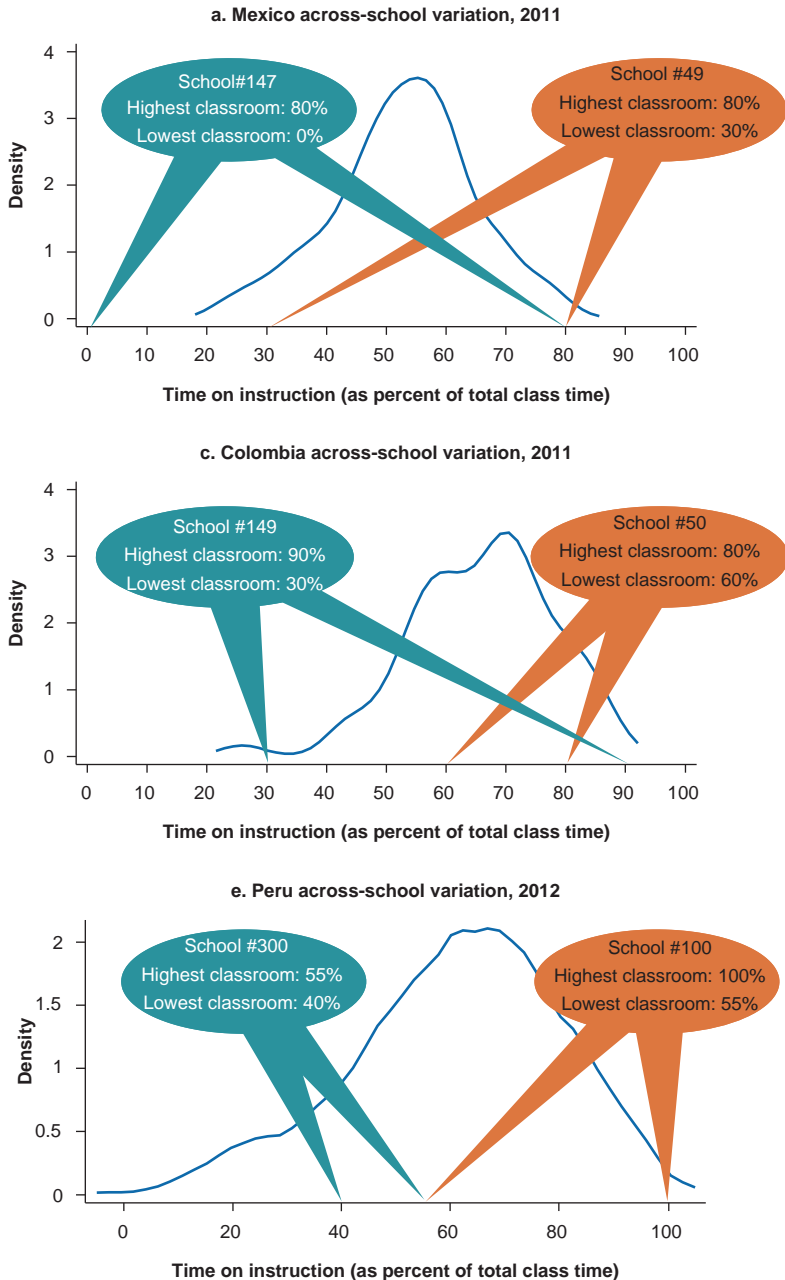 a. Mexico across-school variation, 2011
4
3
2
1
0
Density
School#147
Highest classroom: 80%
Lowest classroom: 0%
School #49
Highest classroom: 80%
Lowest classroom: 30%
0 10 20 30 40 50 60 70 80 90 100
Time on instruction (as percent of total class time)
c. Colombia across-school variation, 2011
4
3
2
1
0
Density
School #149
Highest classroom: 90%
Lowest classroom: 30%
School #50
Highest classroom: 80%
Lowest classroom: 60%
0 10 20 30 40 50 60 70 80 90 100
Time on instruction (as percent of total class time)
e. Peru across-school variation, 2012
2
1.5
1
0.5
0
Density
School #300
Highest classroom: 55%
Lowest classroom: 40%
School #100
Highest classroom: 100%
Lowest classroom: 55%
0 20 40 60 80 100
Time on instruction (as percent of total class time)